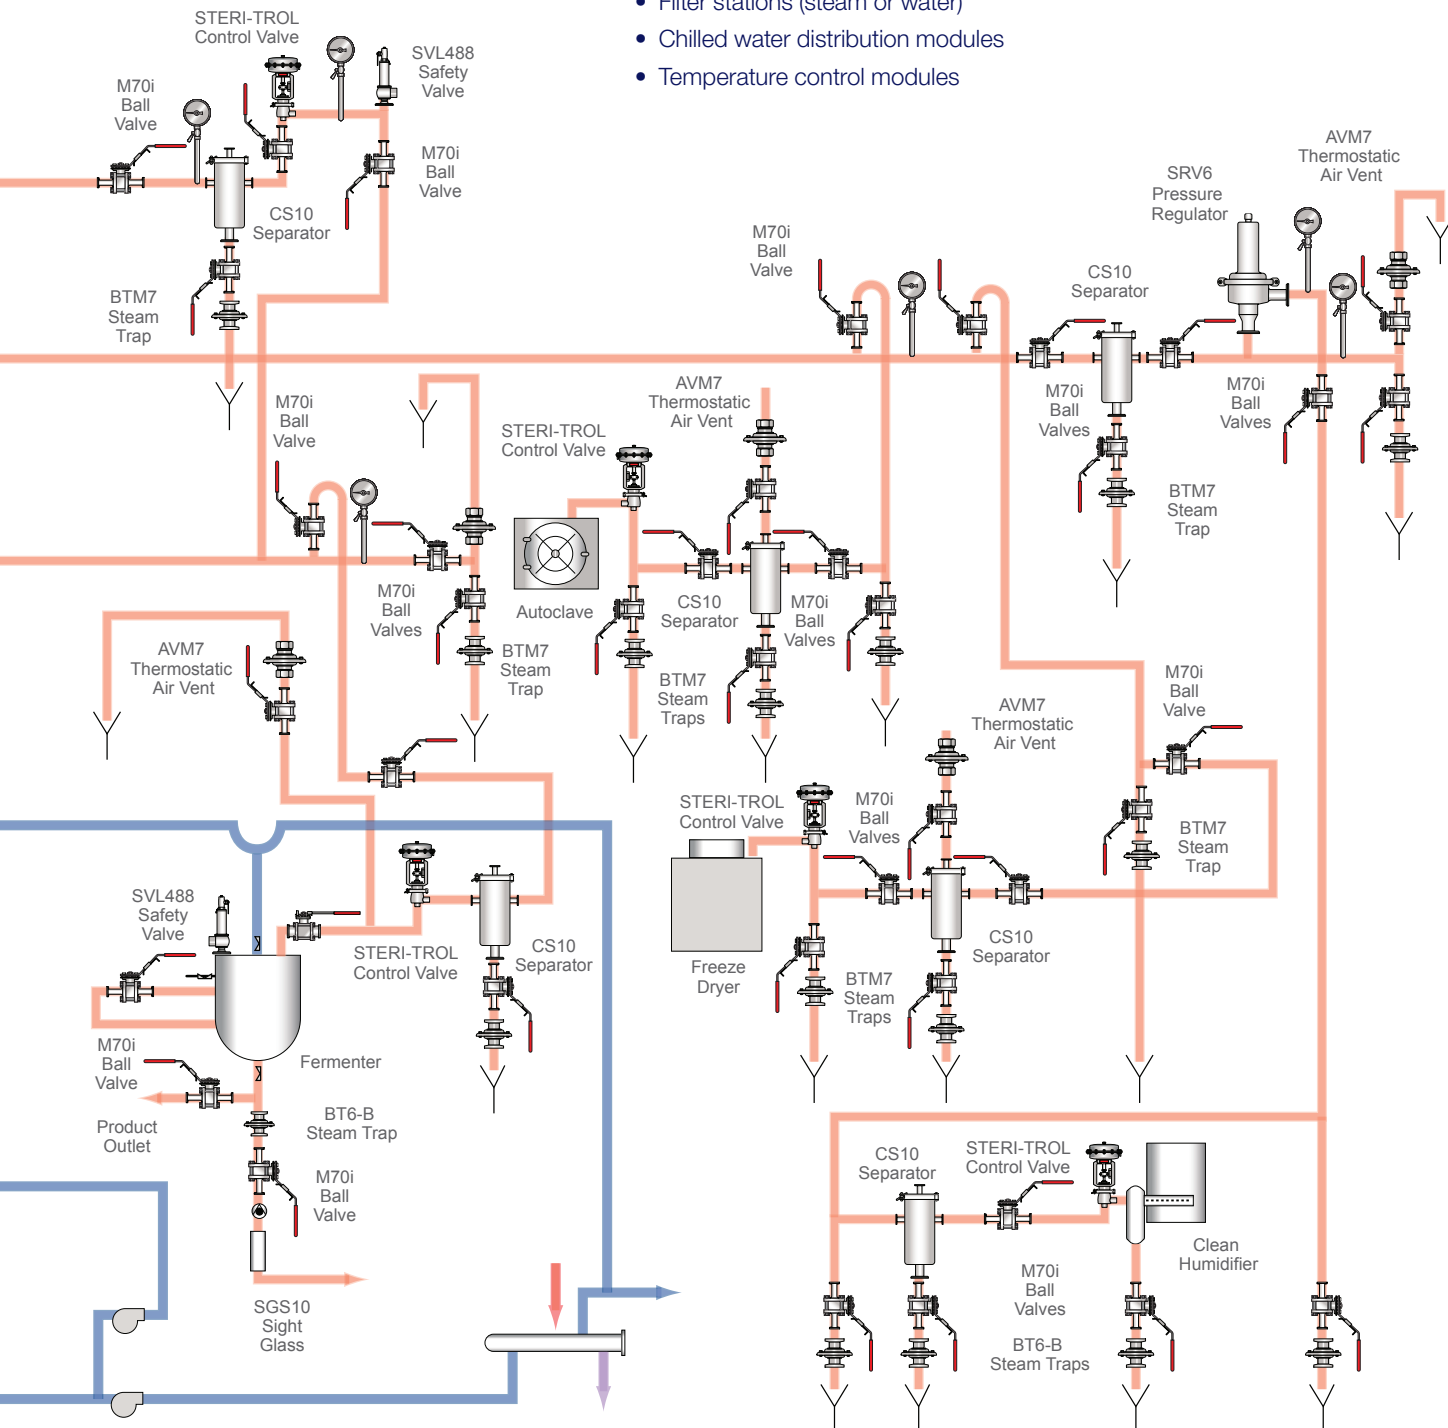 • Filter stations (steam or water)
• Chilled water distribution modules
• Temperature control modules
STERI-TROL
Control Valve
SVL488
Safety
Valve
M70i
Ball
Valve
M70i
Ball
Valve
CS10
Separator
BTM7
Steam
Trap
AVM7
Thermostatic
Air Vent
SRV6
Pressure
Regulator
M70i
Ball
Valve
CS10
Separator
M70i
Ball
Valves
M70i
Ball
Valves
BTM7
Steam
Trap
M70i
Ball
Valve
AVM7
Thermostatic
Air Vent
STERI-TROL
Control Valve
Autoclave
CS10
Separator
M70i
Ball
Valves
M70i
Ball
Valves
BTM7
Steam
Trap
BTM7
Steam
Traps
AVM7
Thermostatic
Air Vent
M70i
Ball
Valve
AVM7
Thermostatic
Air Vent
STERI-TROL
Control Valve
M70i
Ball
Valves
BTM7
Steam
Trap
SVL488
Safety
Valve
STERI-TROL
Control Valve
CS10
Separator
CS10
Separator
Freeze
Dryer
BTM7
Steam
Traps
M70i
Ball
Valve
Fermenter
Product
Outlet
BT6-B
Steam Trap
M70i
Ball
Valve
SGS10
Sight
Glass
CS10
Separator
STERI-TROL
Control Valve
Clean
Humidifier
M70i
Ball
Valves
BT6-B
Steam Traps